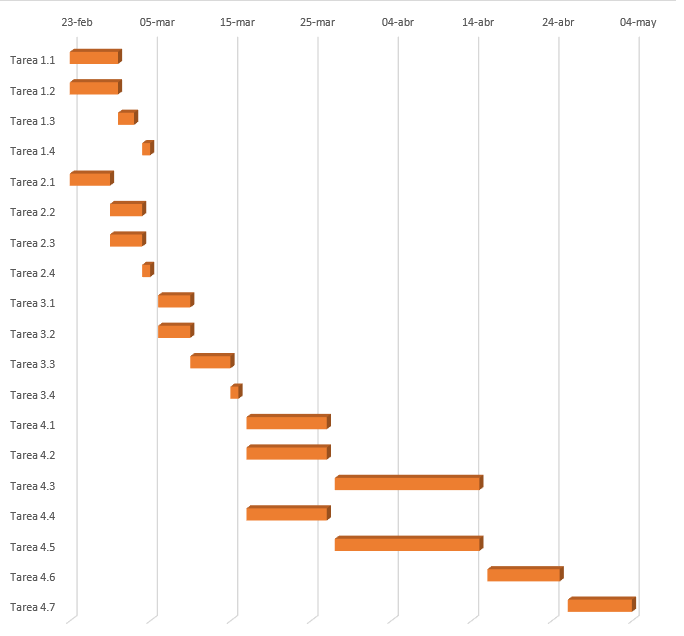 23-feb 05-mar 15-mar 25-mar 04-abr 14-abr 24-abr 04-may
Tarea 1.1
Tarea 1.2
Tarea 1.3
Tarea 1.4
Tarea 2.1
Tarea 2.2
Tarea 2.3
Tarea 2.4
Tarea 3.1
Tarea 3.2
Tarea 3.3
Tarea 3.4
Tarea 4.1
Tarea 4.2
Tarea 4.3
Tarea 4.4
Tarea 4.5
Tarea 4.6
Tarea 4.7